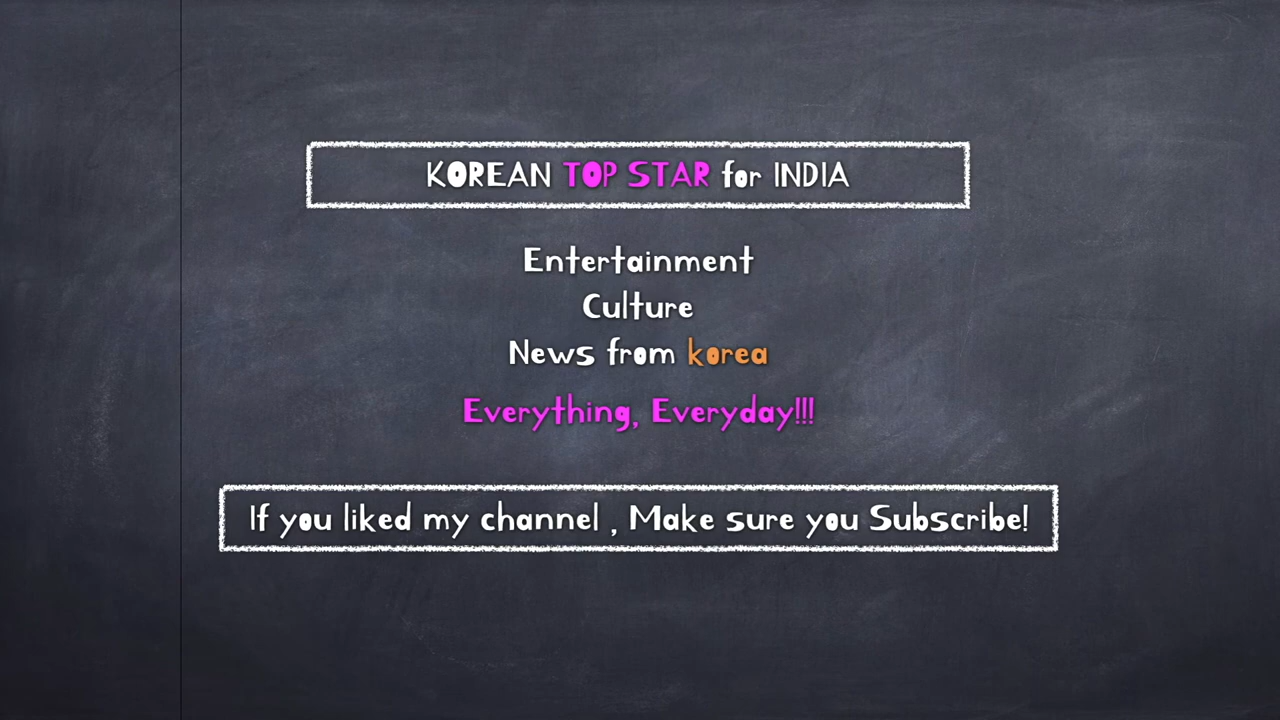 KOREAN TOP STAR for INDIA
Entertainment
Culture
News from korea
Everything, Everyday!!!
If you liked my channel , Make sure you Subscribe!